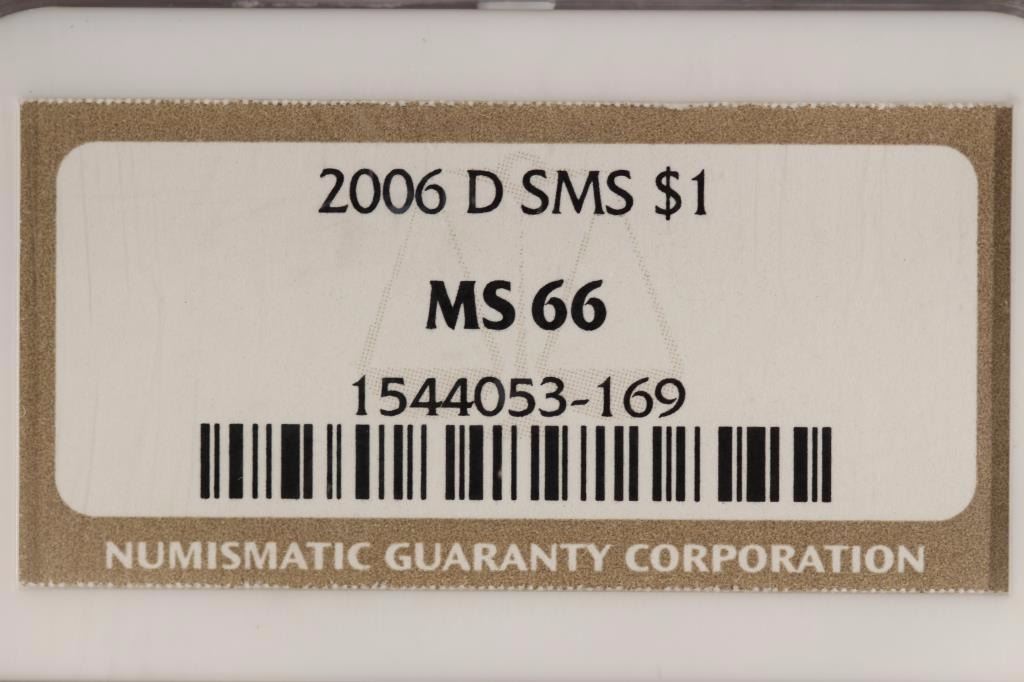 2006 D SMS $1
MS 66
1544053-169
NUMISMATIC GUARANTY CORPORATION